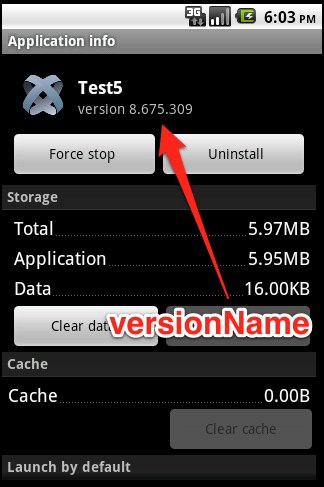 3G 6:03 PM
Application info
Test5
version 8.675.309
Force stop Uninstall
Storage
Total 5.97MB
Application 5.95MB
Data 16.00KB
Clear dat
versionName
Cache
Cache 0.00B
Clear cache
Launch by default